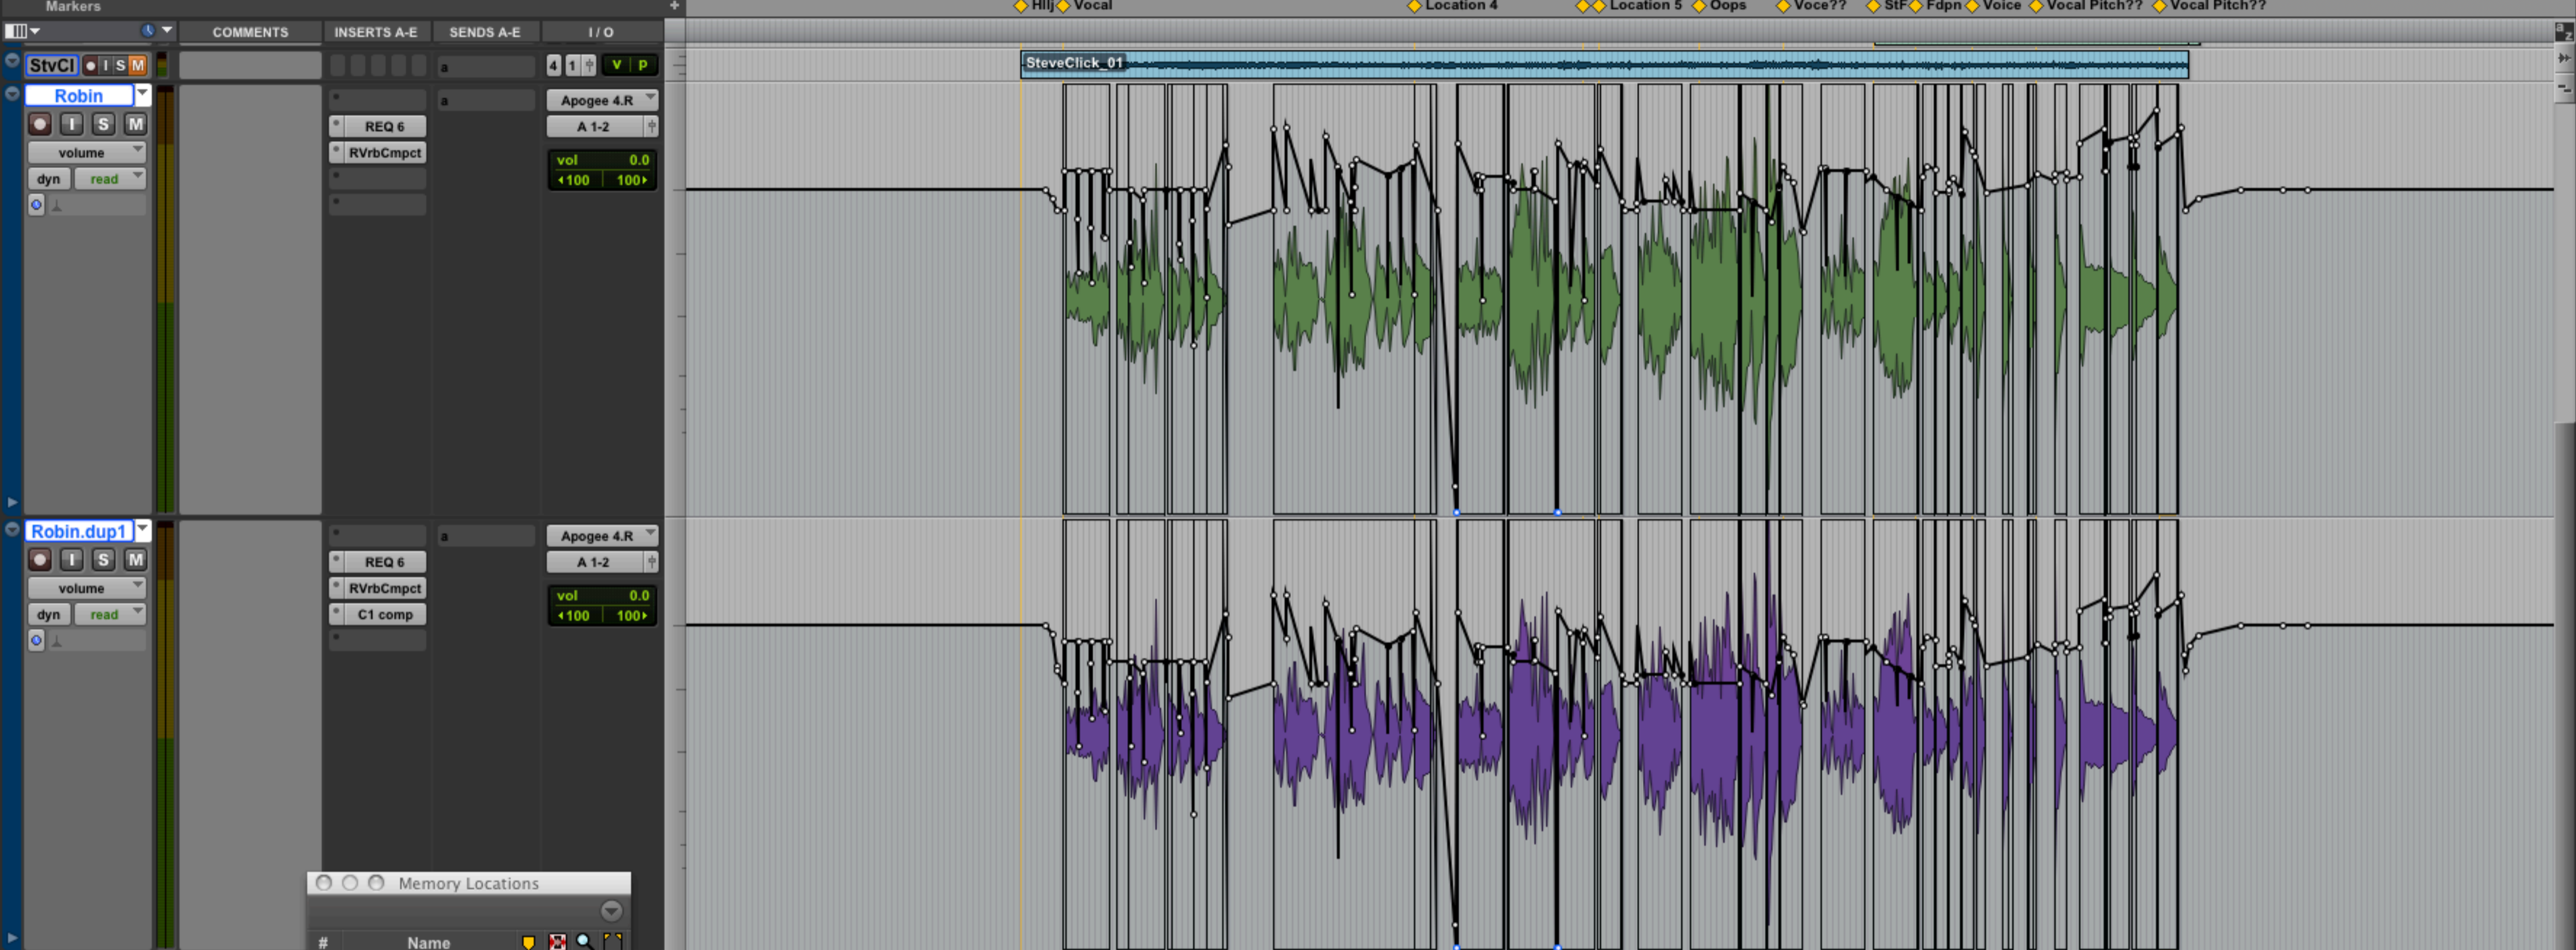 Markers
+
Hllj Vocal Location 4 Location 5 Oops Voce?? StF Fdpn Voice Vocal Pitch?? Vocal Pitch??
COMMENTS INSERTS A-E SENDS A-E I / O
a z
StvCl I S M a 4 1 v p
SteveClick_01
Robin a Apogee 4.R
I S M REQ 6 A 1-2
volume RVrbCmpct vol 0.0
dyn read 100 100
Robin.dup1 a Apogee 4.R
I S M REQ 6 A 1-2
volume RVrbCmpct vol 0.0
dyn read C1 comp 100 100
Memory Locations
# Name